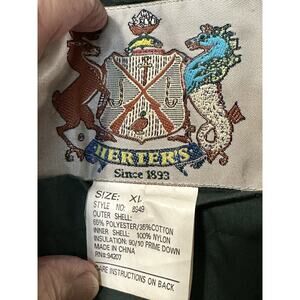 HERTER'S
Since 1893
SIZE: XL
STYLE NO: 8949
OUTER SHELL:
65% POLYESTER/35%COTTON
INNER SHELL: 100% NYLON
INSULATION: 90/10 PRIME DOWN
MADE IN CHINA
RN#:94207
CARE INSTRUCTIONS ON BACK